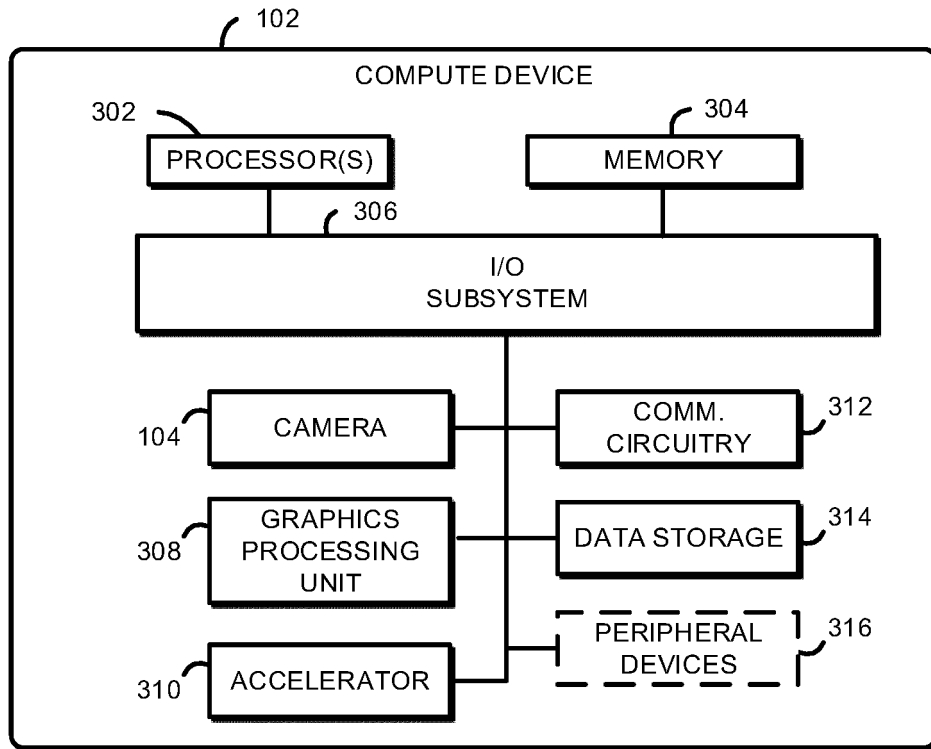 102
COMPUTE DEVICE
302
304
PROCESSOR(S)
MEMORY
306
I/O
SUBSYSTEM
CAMERA
104
COMM.
CIRCUITRY
312
GRAPHICS
PROCESSING
UNIT
308
DATA STORAGE
314
ACCELERATOR
310
PERIPHERAL
DEVICES
316